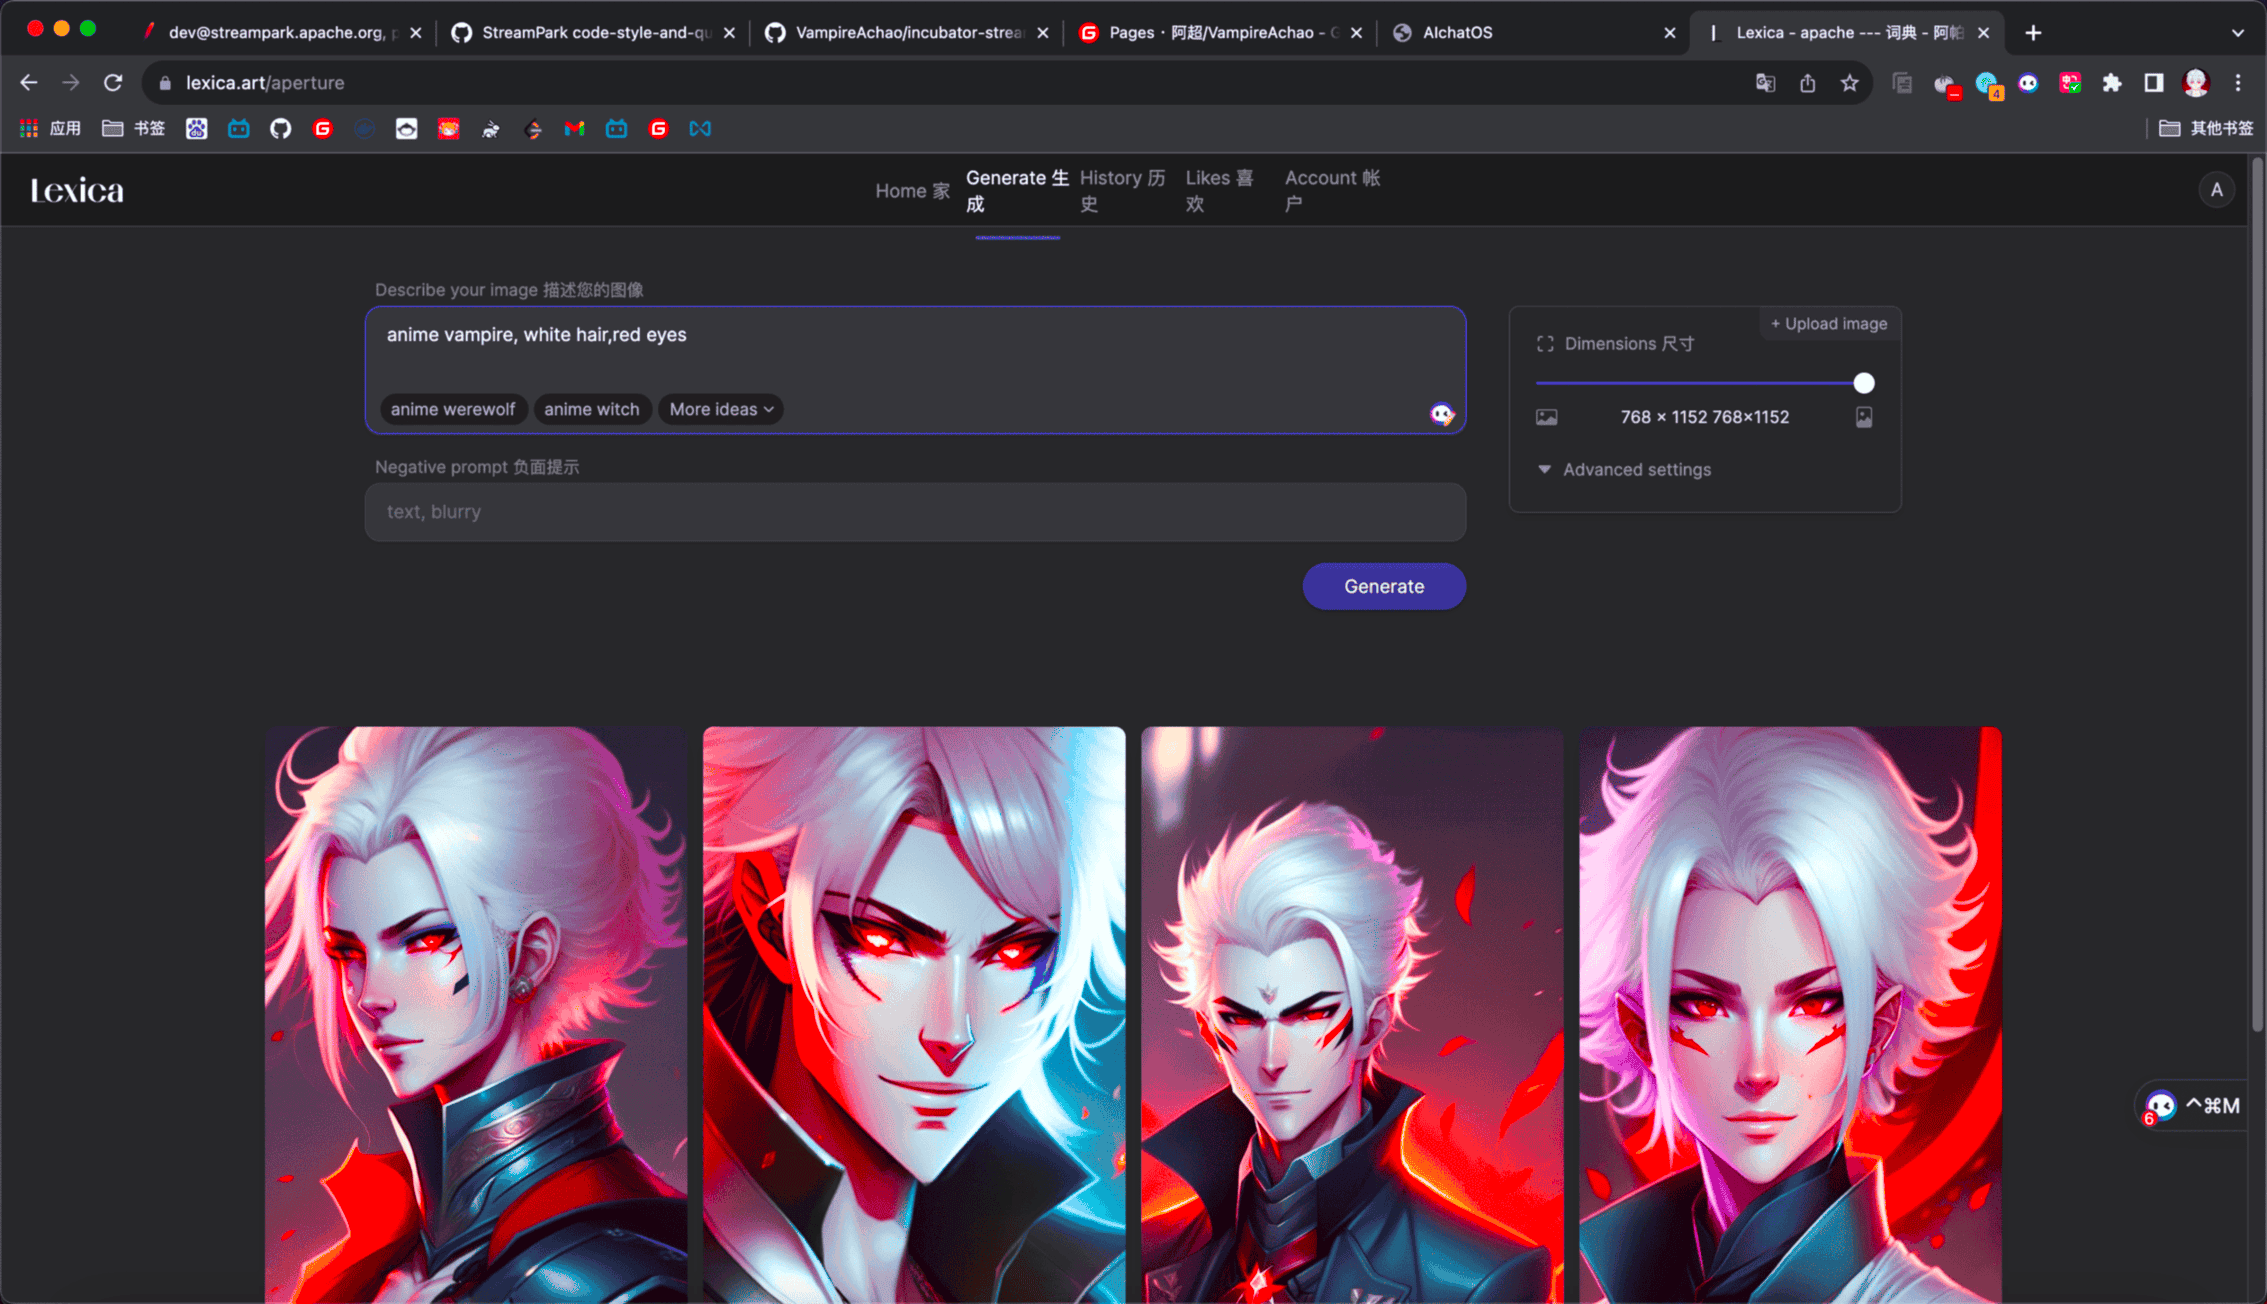 dev@streampark.apache.org, p
StreamPark code-style-and-qu
VampireAchao/incubator-strear
Pages · 阿超/VampireAchao - G
AIchatOS
Lexica - apache --- 词典 - 阿帕
lexica.art/aperture
4
应用
书签
其他书签
Lexica
Home 家
Generate 生成
History 历史
Likes 喜欢
Account 帐户
A
Describe your image 描述您的图像
anime vampire, white hair,red eyes
anime werewolf
anime witch
More ideas
+ Upload image
Dimensions 尺寸
768 × 1152 768×1152
Advanced settings
Negative prompt 负面提示
text, blurry
Generate
6
^⌘M